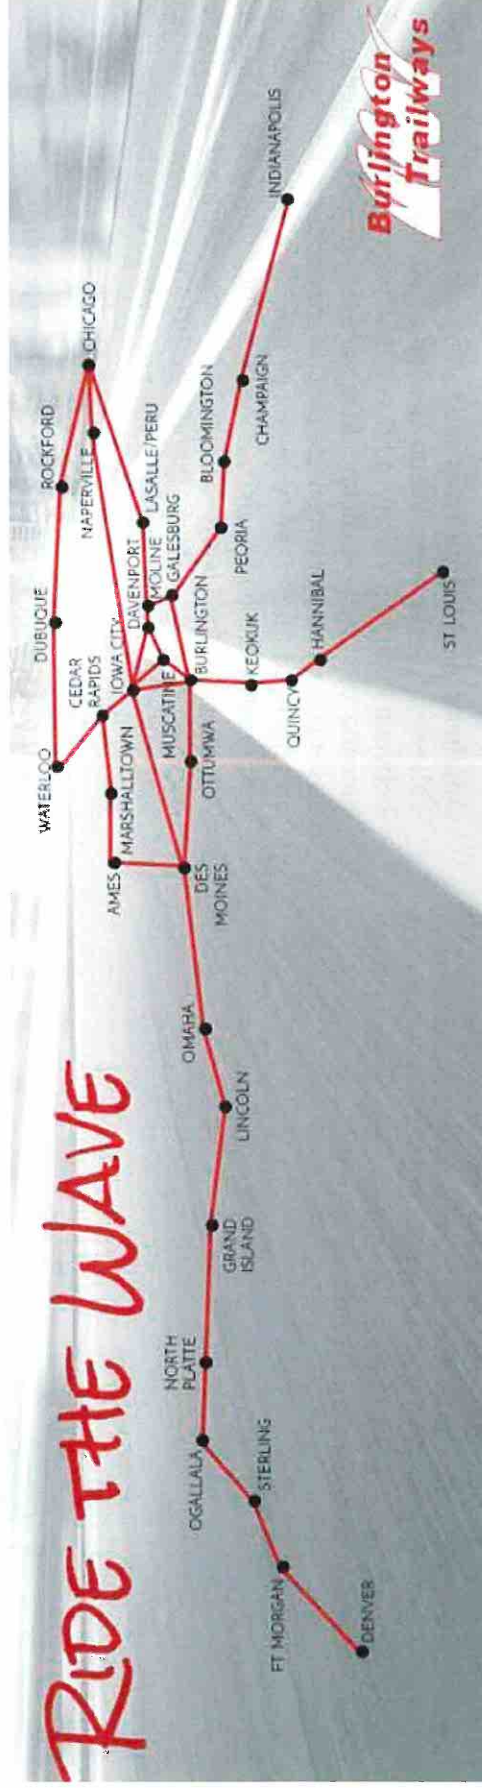 RIDE THE WAVE
Burlington
Trailways
WATERLOO
DUBUQUE
ROCKFORD
CHICAGO
NAPERVILLE
CEDAR
RAPIDS
IOWA CITY
DAVENPORT
MOLINE
LASALLE/PERU
GALESBURG
AMES
MARSHALLTOWN
MUSCATINE
BURLINGTON
BLOOMINGTON
PEORIA
CHAMPAIGN
INDIANAPOLIS
DES
MOINES
OTTUMWA
KEOKUK
QUINCY
HANNIBAL
ST LOUIS
OMAHA
LINCOLN
GRAND
ISLAND
NORTH
PLATTE
OGALLALA
STERLING
FT MORGAN
DENVER